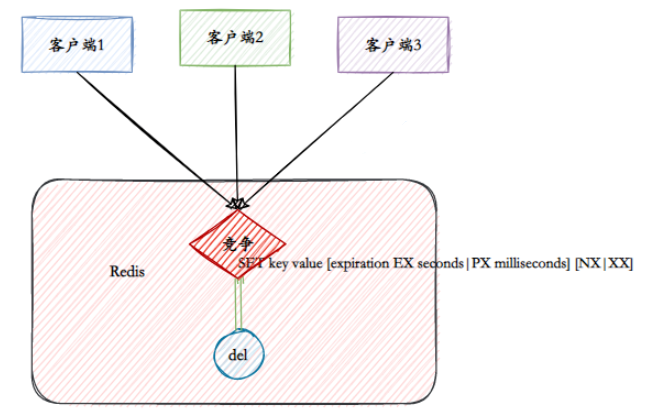 客户端1
客户端2
客户端3
竞争
SET key value [expiration EX seconds|PX milliseconds] [NX|XX]
Redis
del